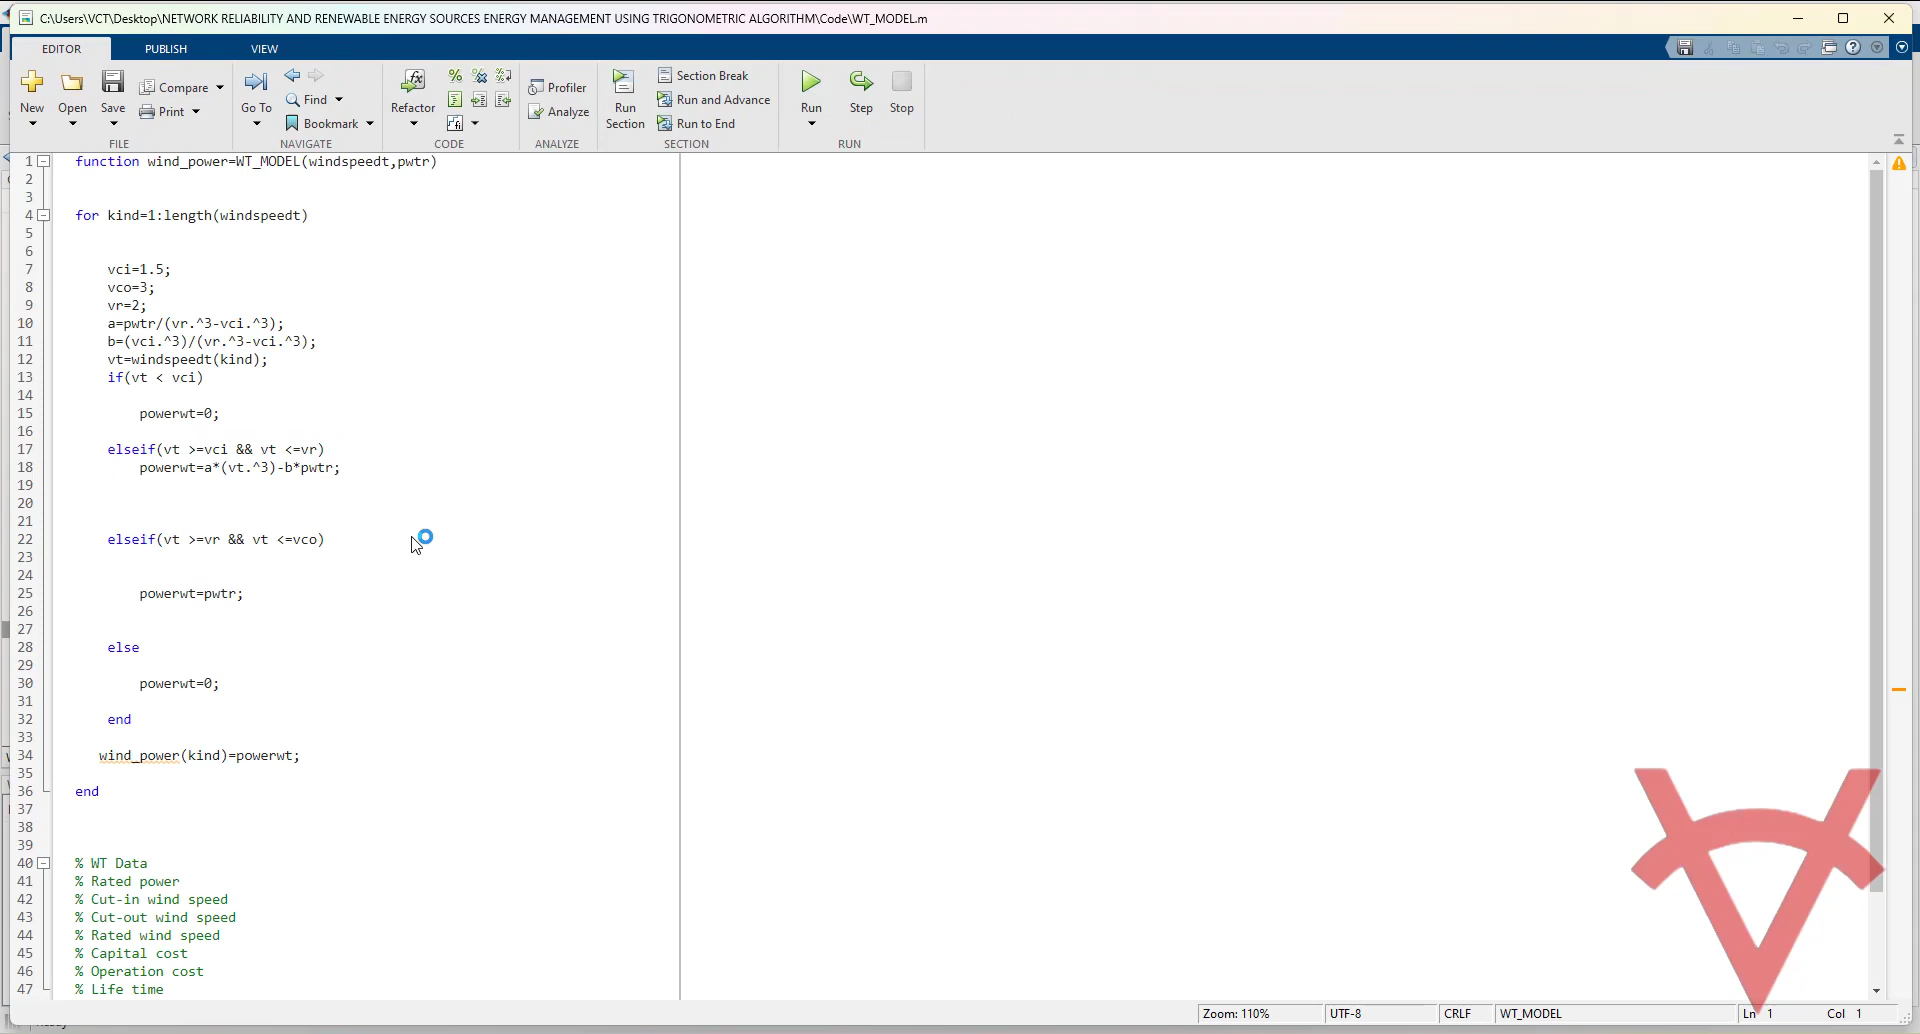 C:\Users\VCT\Desktop\NETWORK RELIABILITY AND RENEWABLE ENERGY SOURCES ENERGY MANAGEMENT USING TRIGONOMETRIC ALGORITHM\Code\WT_MODEL.m
EDITOR PUBLISH VIEW
New Open Save Compare Print
FILE
Go To Find Bookmark
NAVIGATE
Refactor
CODE
Profiler Analyze
ANALYZE
Run Section Section Break Run and Advance Run to End
SECTION
Run Step Stop
RUN
1 function wind_power=WT_MODEL(windspeedt,pwtr)
2
3
4 for kind=1:length(windspeedt)
5
6
7 vci=1.5;
8 vco=3;
9 vr=2;
10 a=pwtr/(vr.^3-vci.^3);
11 b=(vci.^3)/(vr.^3-vci.^3);
12 vt=windspeedt(kind);
13 if(vt < vci)
14
15 powerwt=0;
16
17 elseif(vt >=vci && vt <=vr)
18 powerwt=a*(vt.^3)-b*pwtr;
19
20
21
22 elseif(vt >=vr && vt <=vco)
23
24
25 powerwt=pwtr;
26
27
28 else
29
30 powerwt=0;
31
32 end
33
34 wind_power(kind)=powerwt;
35
36 end
37
38
39
40 % WT Data
41 % Rated power
42 % Cut-in wind speed
43 % Cut-out wind speed
44 % Rated wind speed
45 % Capital cost
46 % Operation cost
47 % Life time
Zoom: 110% UTF-8 CRLF WT_MODEL Ln 1 Col 1